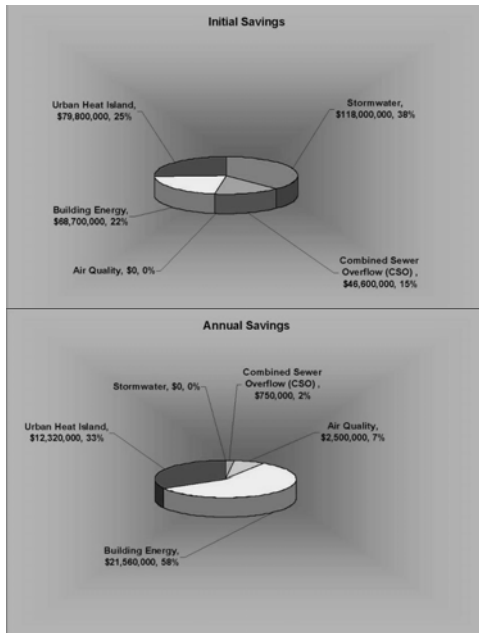 Initial Savings
Urban Heat Island,
$79,800,000, 25%
Stormwater,
$118,000,000, 38%
Building Energy,
$68,700,000, 22%
Air Quality, $0, 0%
Combined Sewer
Overflow (CSO) ,
$46,600,000, 15%
Annual Savings
Stormwater, $0, 0%
Combined Sewer
Overflow (CSO) ,
$750,000, 2%
Urban Heat Island,
$12,320,000, 33%
Air Quality,
$2,500,000, 7%
Building Energy,
$21,560,000, 58%